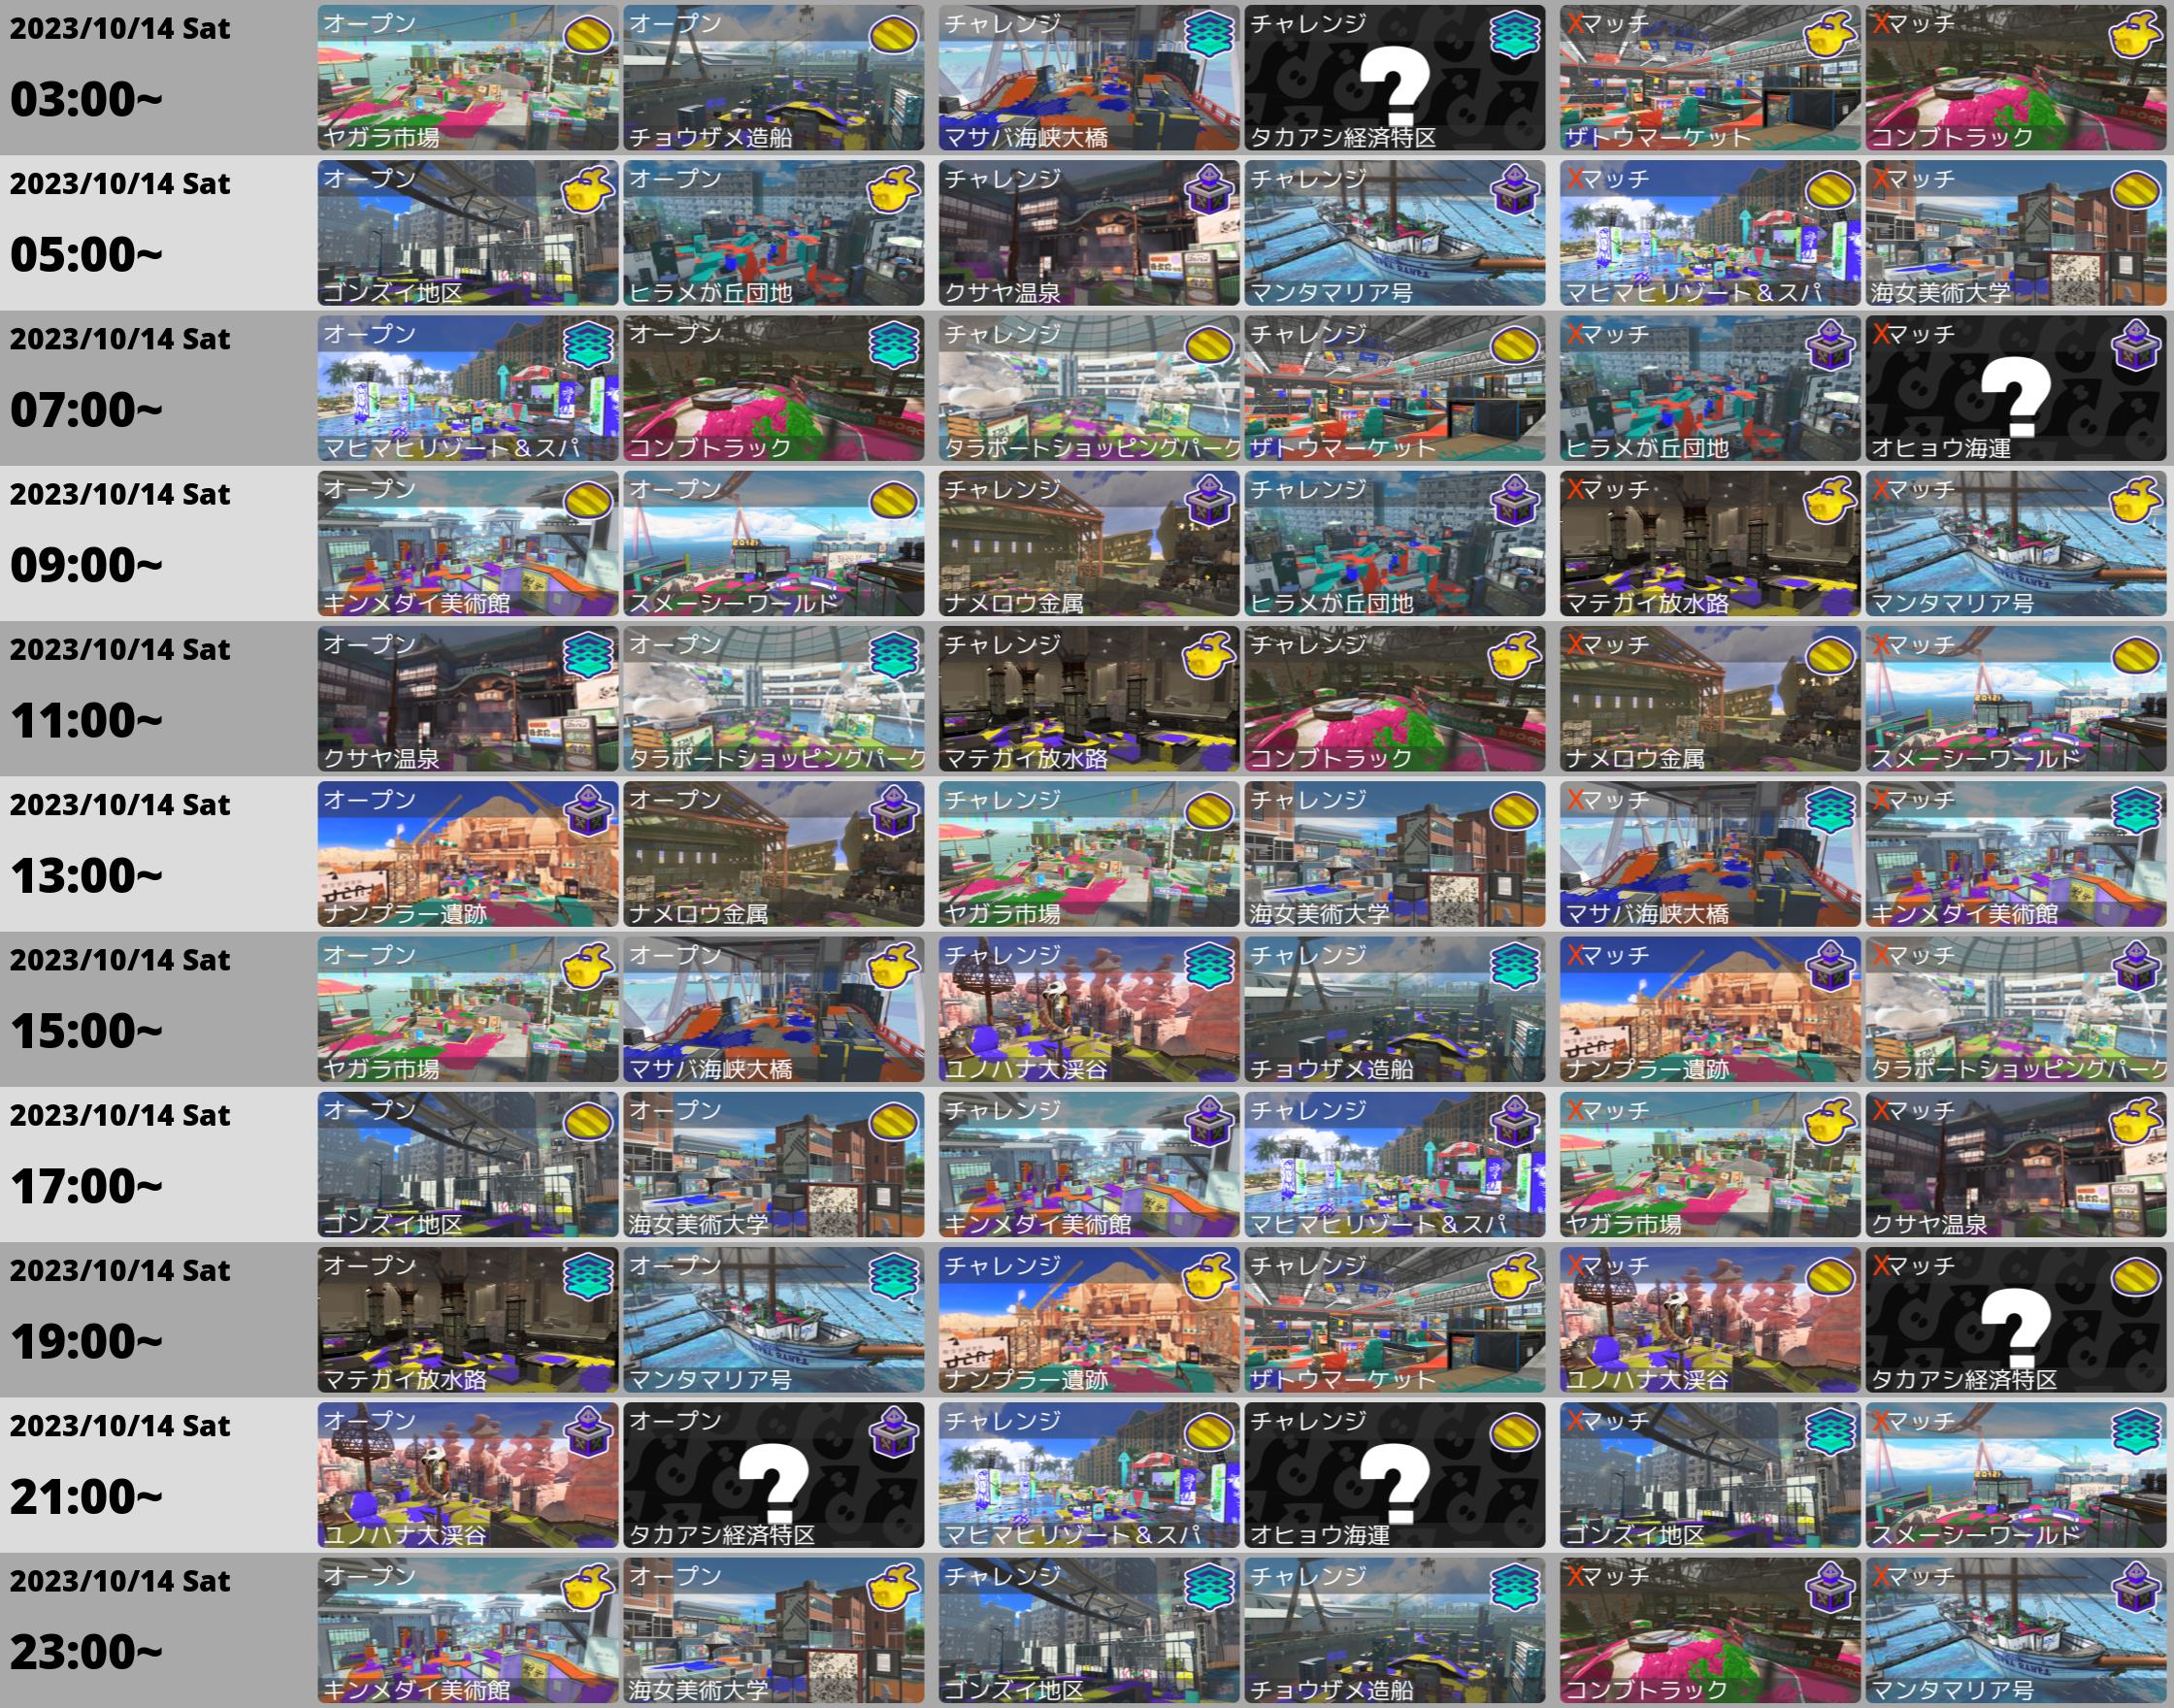 2023/10/14 Sat
03:00~
オープン
ヤガラ市場
オープン
チョウザメ造船
チャレンジ
マサバ海峡大橋
チャレンジ
?
タカアシ経済特区
Xマッチ
ザトウマーケット
Xマッチ
コンブトラック
2023/10/14 Sat
05:00~
オープン
ゴンズイ地区
オープン
ヒラメが丘団地
チャレンジ
クサヤ温泉
チャレンジ
マンタマリア号
Xマッチ
マヒマヒリゾート&スパ
Xマッチ
海女美術大学
2023/10/14 Sat
07:00~
オープン
マヒマヒリゾート&スパ
オープン
コンブトラック
チャレンジ
タラポートショッピングパーク
チャレンジ
ザトウマーケット
Xマッチ
ヒラメが丘団地
Xマッチ
?
オヒョウ海運
2023/10/14 Sat
09:00~
オープン
キンメダイ美術館
オープン
スメーシーワールド
チャレンジ
ナメロウ金属
チャレンジ
ヒラメが丘団地
Xマッチ
マテガイ放水路
Xマッチ
マンタマリア号
2023/10/14 Sat
11:00~
オープン
クサヤ温泉
オープン
タラポートショッピングパーク
チャレンジ
マテガイ放水路
チャレンジ
コンブトラック
Xマッチ
ナメロウ金属
Xマッチ
スメーシーワールド
2023/10/14 Sat
13:00~
オープン
ナンプラー遺跡
オープン
ナメロウ金属
チャレンジ
ヤガラ市場
チャレンジ
海女美術大学
Xマッチ
マサバ海峡大橋
Xマッチ
キンメダイ美術館
2023/10/14 Sat
15:00~
オープン
ヤガラ市場
オープン
マサバ海峡大橋
チャレンジ
ユノハナ大渓谷
チャレンジ
チョウザメ造船
Xマッチ
ナンプラー遺跡
Xマッチ
タラポートショッピングパーク
2023/10/14 Sat
17:00~
オープン
ゴンズイ地区
オープン
海女美術大学
チャレンジ
キンメダイ美術館
チャレンジ
マヒマヒリゾート&スパ
Xマッチ
ヤガラ市場
Xマッチ
クサヤ温泉
2023/10/14 Sat
19:00~
オープン
マテガイ放水路
オープン
マンタマリア号
チャレンジ
ナンプラー遺跡
チャレンジ
ザトウマーケット
Xマッチ
ユノハナ大渓谷
Xマッチ
?
タカアシ経済特区
2023/10/14 Sat
21:00~
オープン
ユノハナ大渓谷
オープン
?
タカアシ経済特区
チャレンジ
マヒマヒリゾート&スパ
チャレンジ
?
オヒョウ海運
Xマッチ
ゴンズイ地区
Xマッチ
スメーシーワールド
2023/10/14 Sat
23:00~
オープン
キンメダイ美術館
オープン
海女美術大学
チャレンジ
ゴンズイ地区
チャレンジ
チョウザメ造船
Xマッチ
コンブトラック
Xマッチ
マンタマリア号